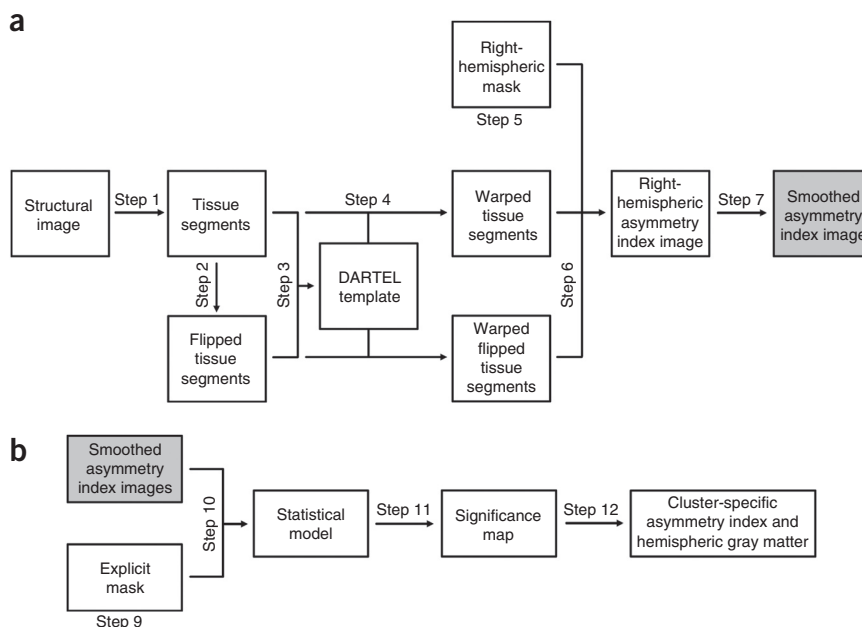 a
Right-
hemispheric
mask
Step 5
Structural
image
Step 1
Tissue
segments
Step 4
Warped
tissue
segments
Right-
hemispheric
asymmetry
index image
Step 7
Smoothed
asymmetry
index image
Step 2
Step 3
DARTEL
template
Step 6
Flipped
tissue
segments
Warped
flipped
tissue
segments
b
Smoothed
asymmetry
index images
Step 10
Statistical
model
Step 11
Significance
map
Step 12
Cluster-specific
asymmetry index and
hemispheric gray matter
Explicit
mask
Step 9